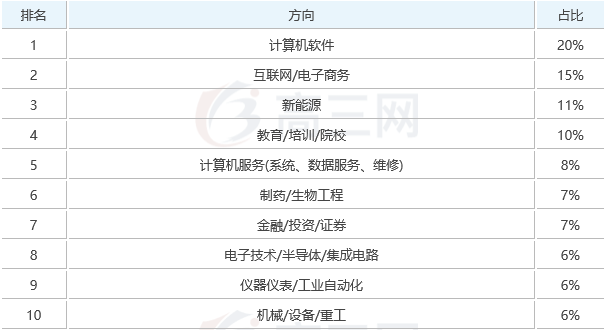 排名 方向 占比
1 计算机软件 20%
2 互联网/电子商务 15%
3 新能源 11%
4 教育/培训/院校 10%
5 计算机服务(系统、数据服务、维修) 8%
6 制药/生物工程 7%
7 金融/投资/证券 7%
8 电子技术/半导体/集成电路 6%
9 仪器仪表/工业自动化 6%
10 机械/设备/重工 6%
高三网